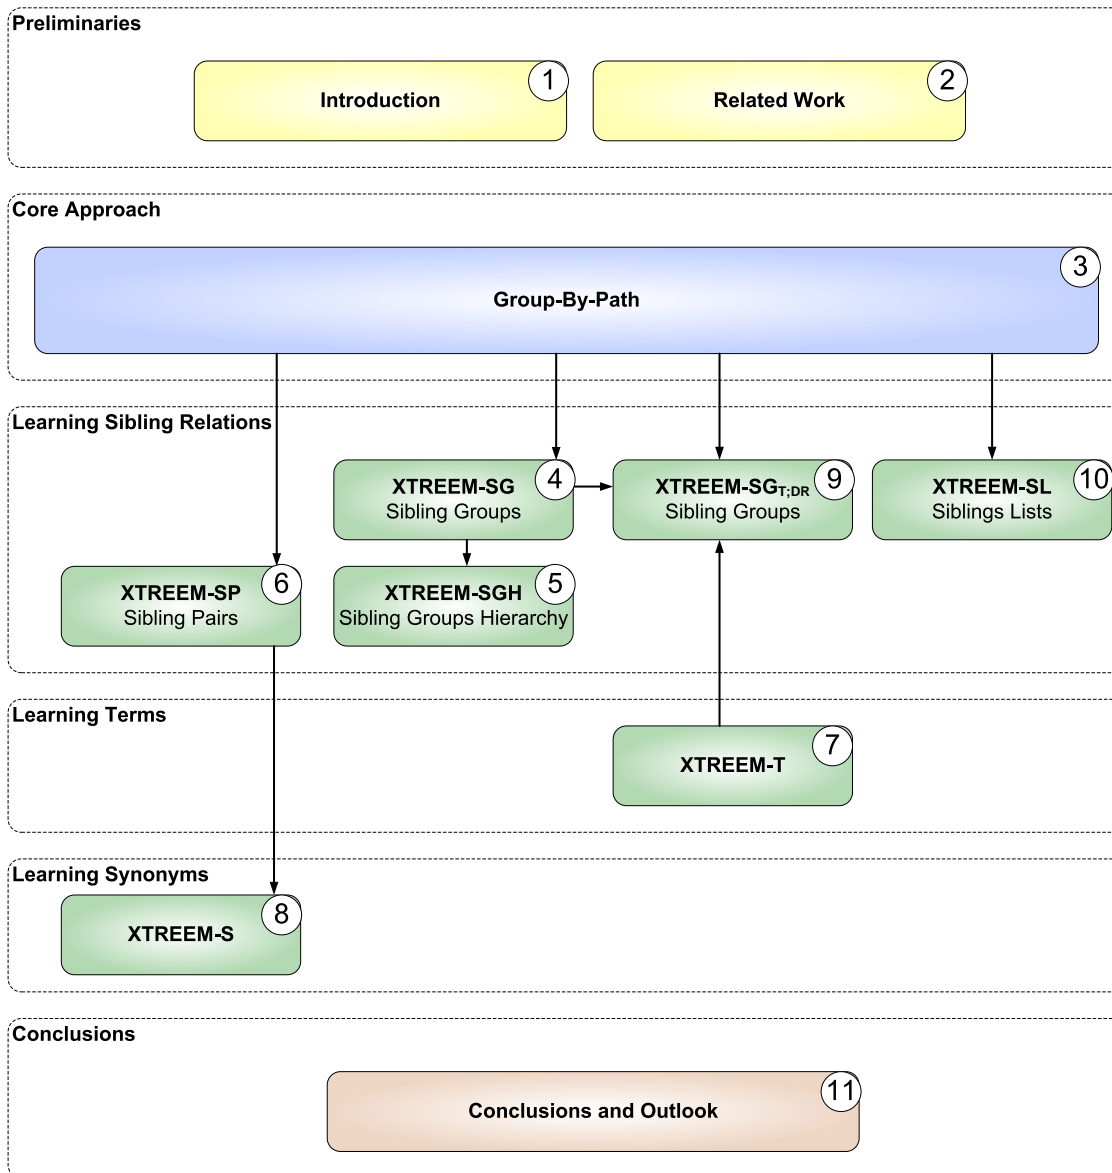 Preliminaries
Introduction
1
Related Work
2
Core Approach
Group-By-Path
3
Learning Sibling Relations
XTREEM-SG
Sibling Groups
4
XTREEM-SGT;DR
Sibling Groups
9
XTREEM-SL
Siblings Lists
10
XTREEM-SP
Sibling Pairs
6
XTREEM-SGH
Sibling Groups Hierarchy
5
Learning Terms
XTREEM-T
7
Learning Synonyms
XTREEM-S
8
Conclusions
Conclusions and Outlook
11